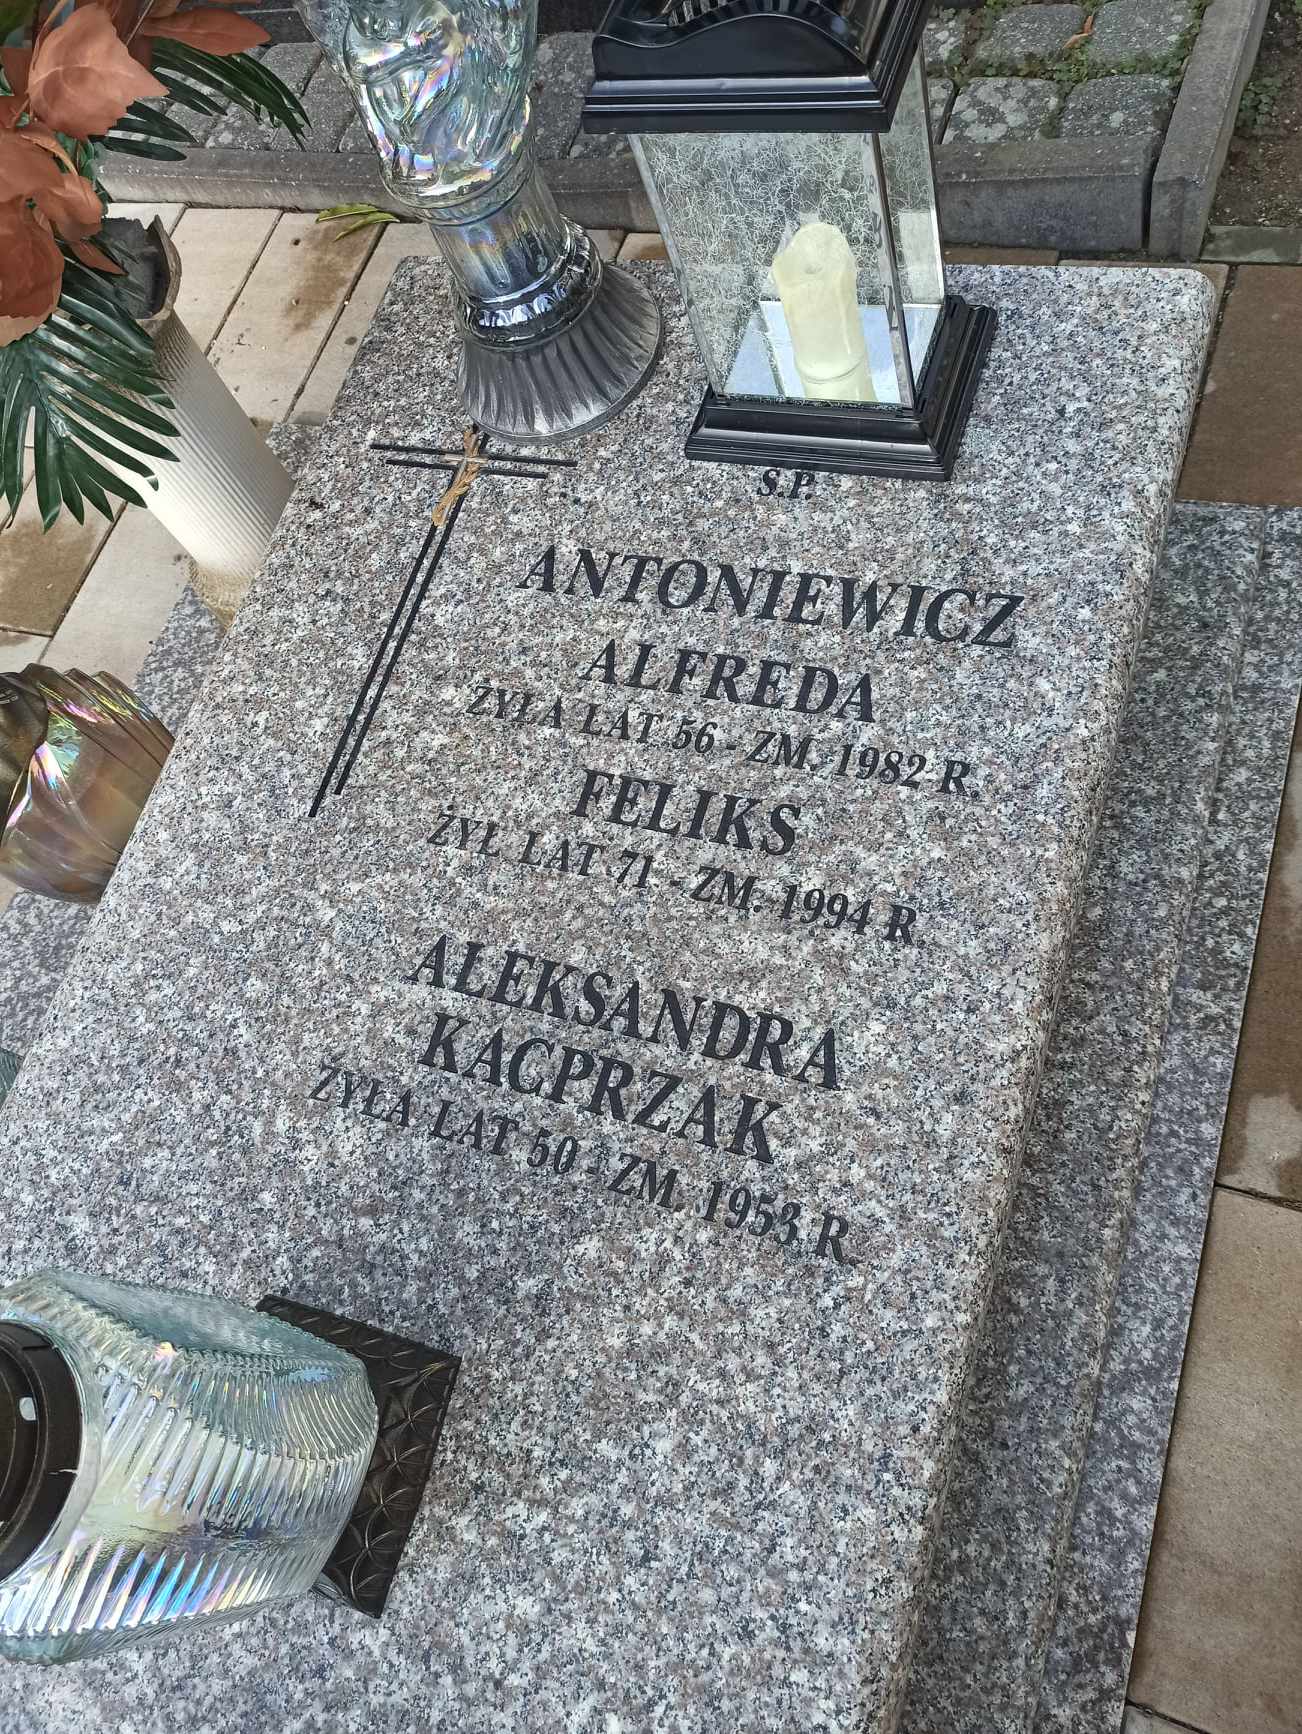 S.P.
ANTONIEWICZ
ALFREDA
ŻYŁA LAT 56 - ZM. 1982 R.
FELIKS
ŻYŁ LAT 71 - ZM. 1994 R
ALEKSANDRA
KACPRZAK
ŻYŁA LAT 50 - ZM. 1953 R